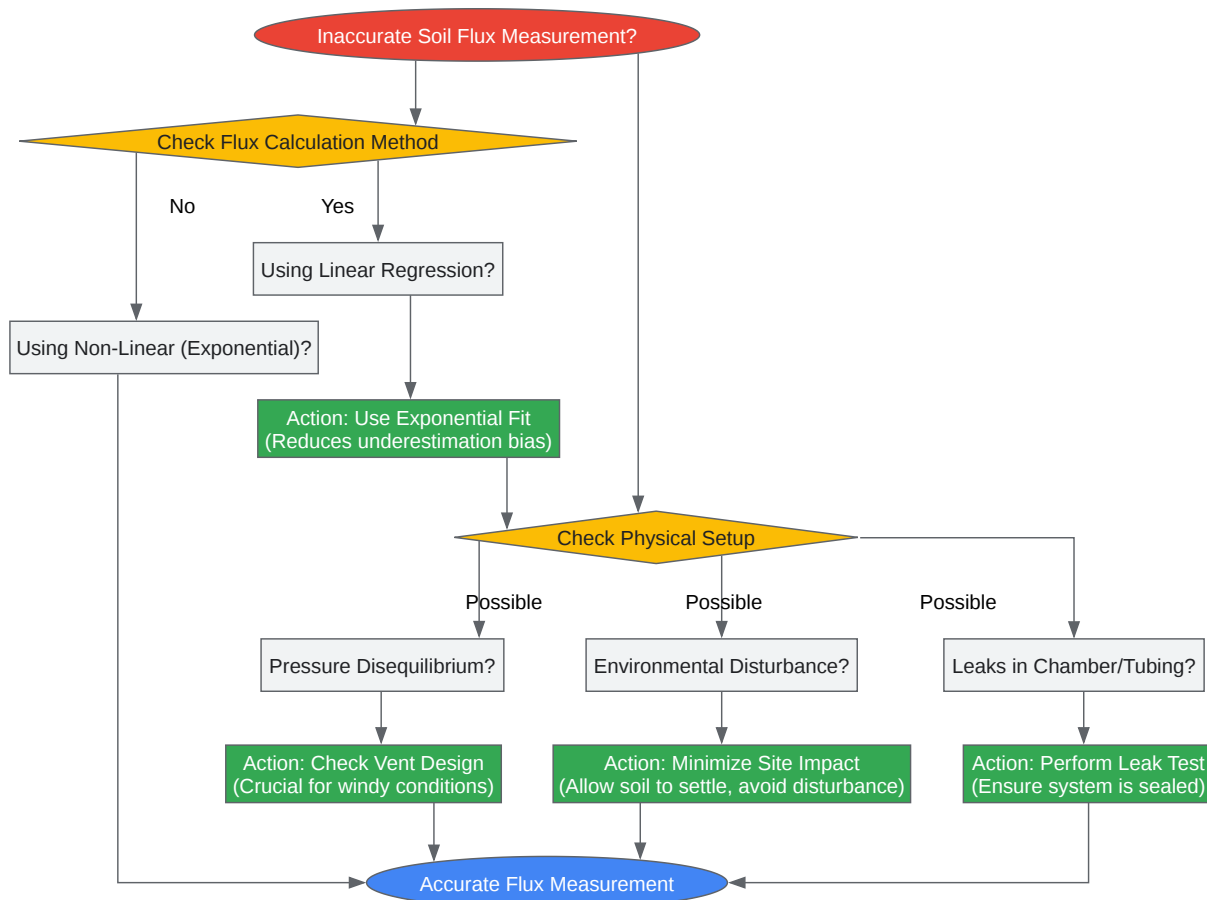 Inaccurate Soil Flux Measurement?
Check Flux Calculation Method
No
Yes
Using Linear Regression?
Using Non-Linear (Exponential)?
Action: Use Exponential Fit
(Reduces underestimation bias)
Check Physical Setup
Possible
Possible
Possible
Pressure Disequilibrium?
Environmental Disturbance?
Leaks in Chamber/Tubing?
Action: Check Vent Design
(Crucial for windy conditions)
Action: Minimize Site Impact
(Allow soil to settle, avoid disturbance)
Action: Perform Leak Test
(Ensure system is sealed)
Accurate Flux Measurement